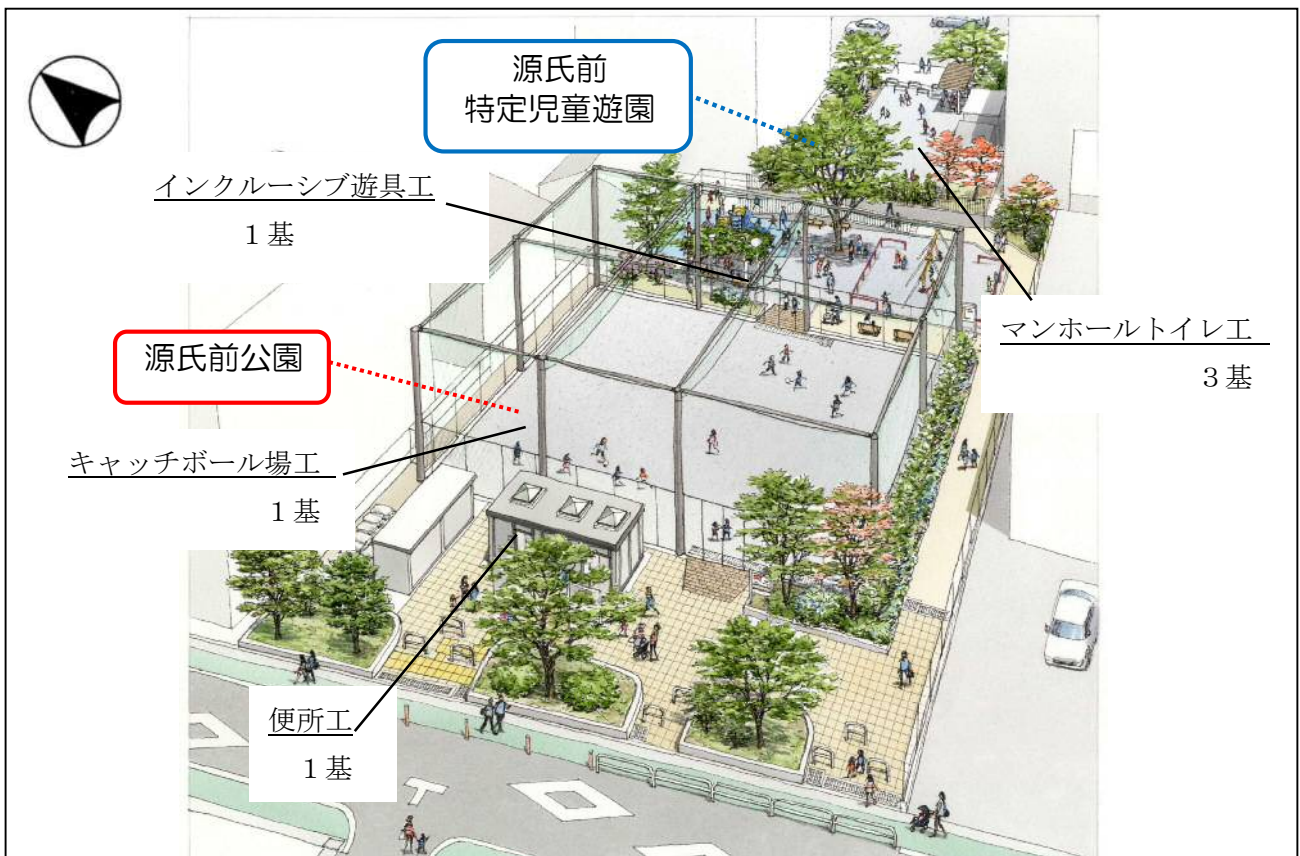 源氏前
特定児童遊園
インクルーシブ遊具工
1基
源氏前公園
マンホールトイレ工
3基
キャッチボール場工
1基
便所工
1基